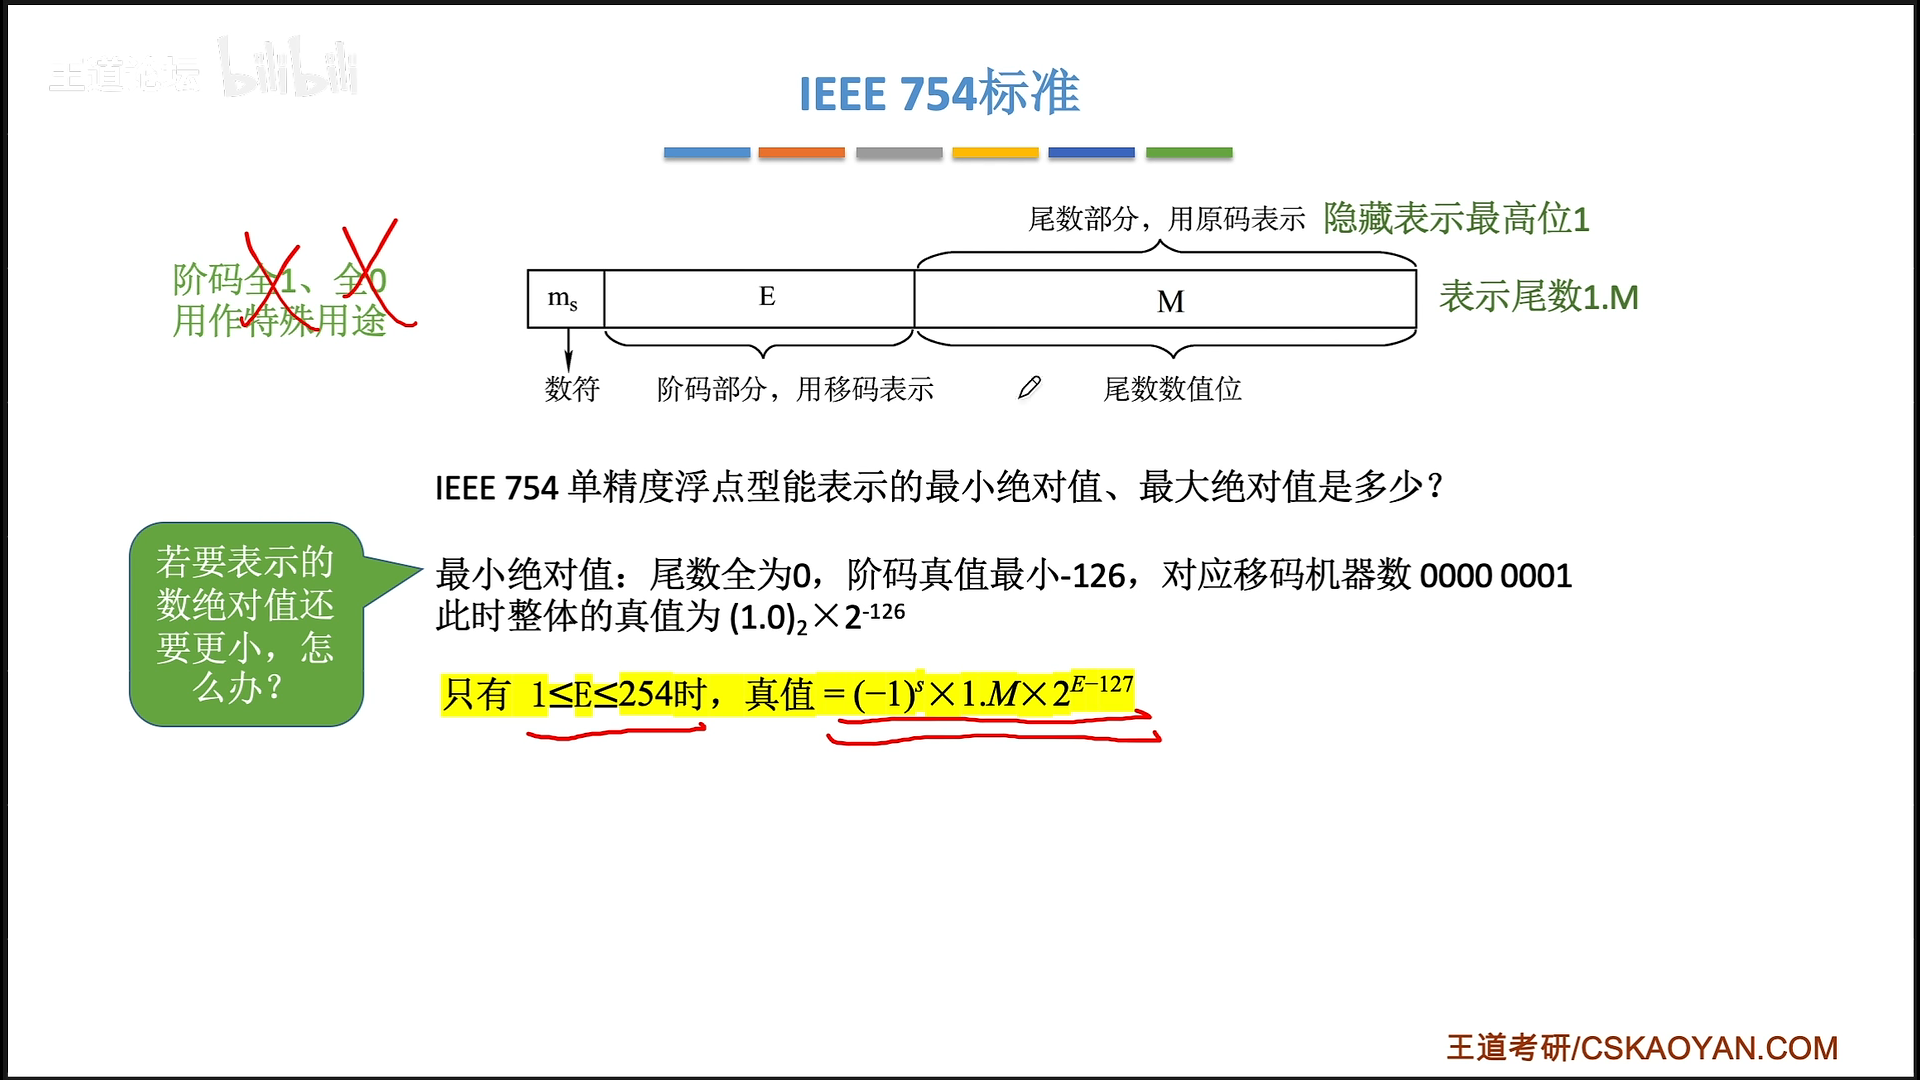 王道论坛 bilibili
IEEE 754标准
尾数部分，用原码表示 隐藏表示最高位1
阶码全1、全0
用作特殊用途
mₛ E M
表示尾数1.M
数符
阶码部分，用移码表示
尾数数值位
IEEE 754 单精度浮点型能表示的最小绝对值、最大绝对值是多少？
若要表示的
数绝对值还
要更小，怎
么办？
最小绝对值：尾数全为0，阶码真值最小-126，对应移码机器数 0000 0001
此时整体的真值为 (1.0)₂×2⁻¹²⁶
只有 1≤E≤254时，真值 = (−1)ˢ×1.M×2ᴱ⁻¹²⁷
王道考研/CSKAOYAN.COM